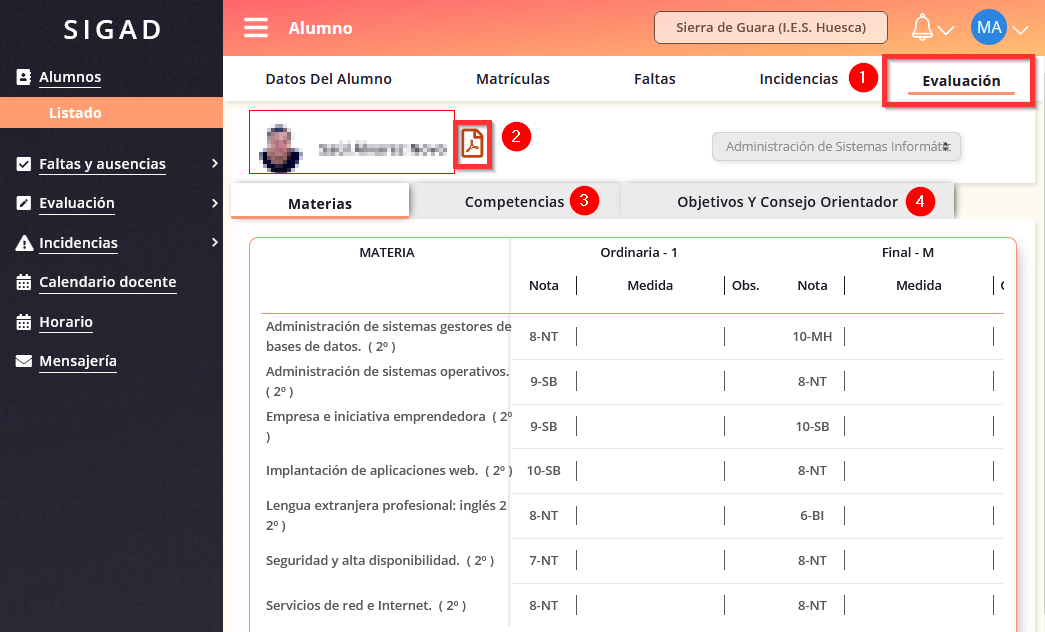 SIGAD
Alumno
Sierra de Guara (I.E.S. Huesca)
MA
Alumnos
Listado
Faltas y ausencias
Evaluación
Incidencias
Calendario docente
Horario
Mensajería
Datos Del Alumno Matrículas Faltas Incidencias 1 Evaluación
2
Administración de Sistemas Informátic
Materias Competencias 3 Objetivos Y Consejo Orientador 4
MATERIA Ordinaria - 1 Final - M
Nota Medida Obs. Nota Medida
Administración de sistemas gestores de
bases de datos. ( 2º ) 8-NT 10-MH
Administración de sistemas operativos.
( 2º ) 9-SB 8-NT
Empresa e iniciativa emprendedora ( 2º
) 9-SB 10-SB
Implantación de aplicaciones web. ( 2º ) 10-SB 8-NT
Lengua extranjera profesional: inglés 2
2º ) 8-NT 6-BI
Seguridad y alta disponibilidad. ( 2º ) 7-NT 8-NT
Servicios de red e Internet. ( 2º ) 8-NT 8-NT